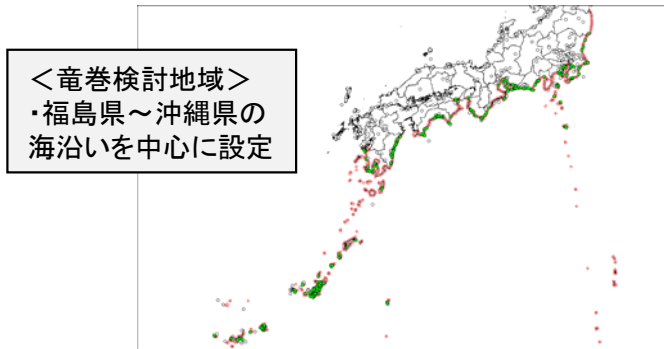 ＜竜巻検討地域＞
・福島県～沖縄県の
海沿いを中心に設定